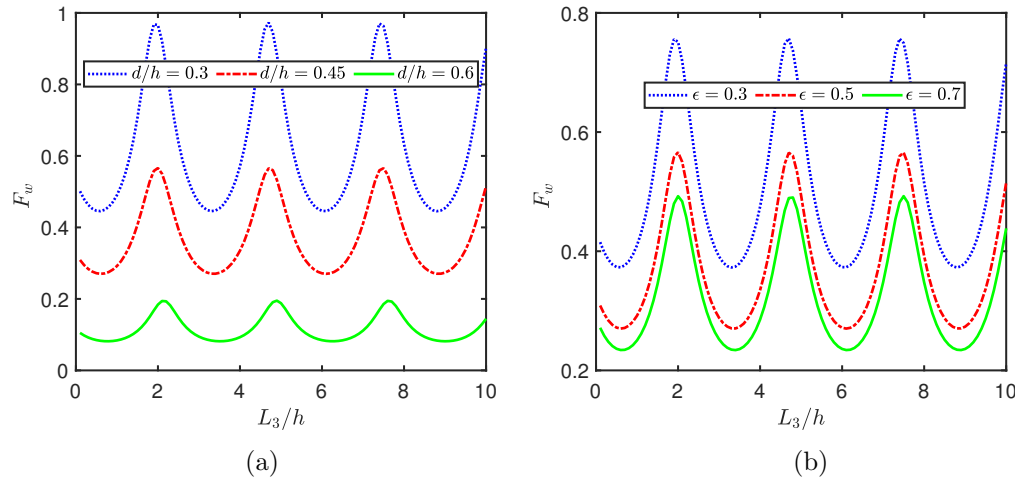 1
0.8
0.6
0.4
0.2
0
0 2 4 6 8 10
F_w
L_3/h
d/h = 0.3 d/h = 0.45 d/h = 0.6
(a)
0.8
0.6
0.4
0.2
0 2 4 6 8 10
F_w
L_3/h
ϵ = 0.3 ϵ = 0.5 ϵ = 0.7
(b)